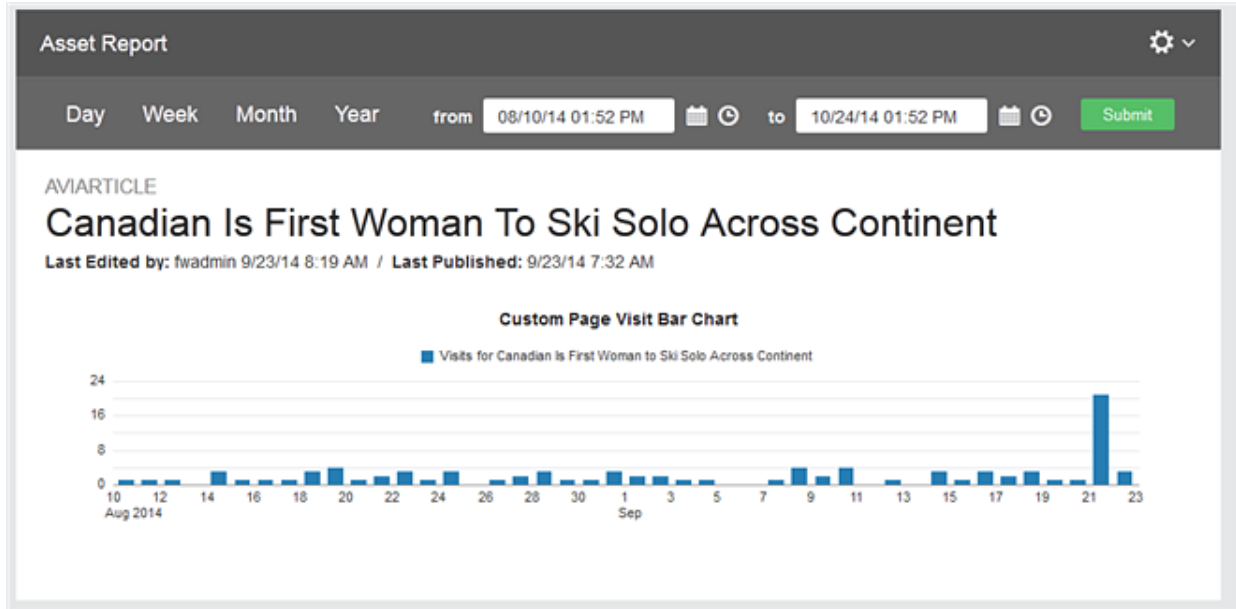 Asset Report
Day Week Month Year from 08/10/14 01:52 PM to 10/24/14 01:52 PM Submit
AVIARTICLE
Canadian Is First Woman To Ski Solo Across Continent
Last Edited by: fwadmin 9/23/14 8:19 AM / Last Published: 9/23/14 7:32 AM
Custom Page Visit Bar Chart
Visits for Canadian Is First Woman to Ski Solo Across Continent
24
16
8
0
10 12 14 16 18 20 22 24 26 28 30 1 3 5 7 9 11 13 15 17 19 21 23
Aug 2014 Sep